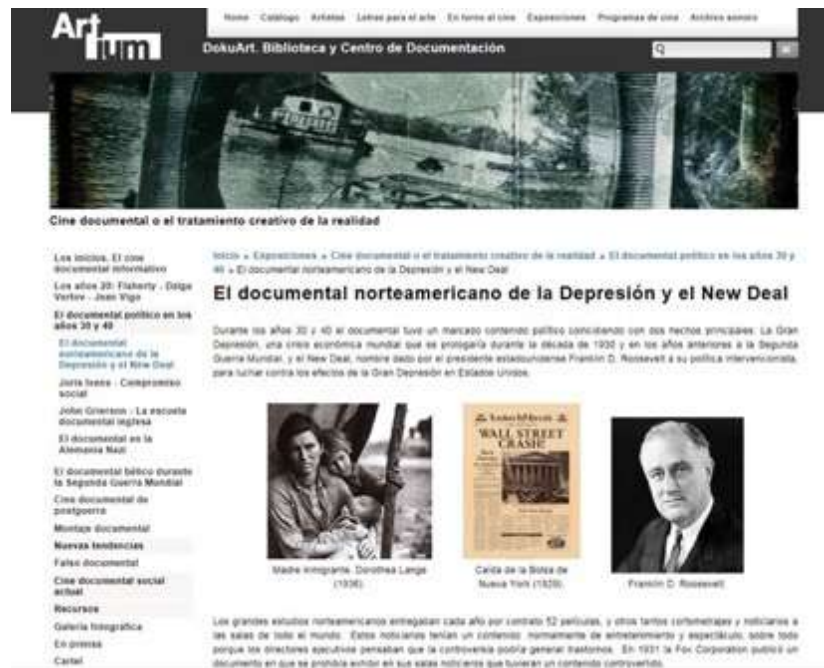 Artium
Home Catálogo Artistas Letras para el arte En torno al cine Exposiciones Programas de cine Archivo sonoro
DokuArt. Biblioteca y Centro de Documentación
Cine documental o el tratamiento creativo de la realidad
Los inicios. El cine
documental informativo
Los años 20: Flaherty - Dziga
Vertov - Jean Vigo
El documental político en los
años 30 y 40
El documental
norteamericano de la
Depresión y el New Deal
Joris Ivens - Compromiso
social
John Grierson - La escuela
documental inglesa
El documental en la
Alemania Nazi
El documental bélico durante
la Segunda Guerra Mundial
Cine documental de
postguerra
Montaje documental
Nuevas tendencias
Falso documental
Cine documental social
actual
Recursos
Galería fotográfica
En prensa
Cartel
Inicio » Exposiciones » Cine documental o el tratamiento creativo de la realidad » El documental político en los años 30 y
40 » El documental norteamericano de la Depresión y el New Deal
El documental norteamericano de la Depresión y el New Deal
Durante los años 30 y 40 el documental tuvo un marcado contenido político coincidiendo con dos hechos principales: La Gran
Depresión, una crisis económica mundial que se prolongaría durante la década de 1930 y en los años anteriores a la Segunda
Guerra Mundial, y el New Deal, nombre dado por el presidente estadounidense Franklin D. Roosevelt a su política intervencionista,
para luchar contra los efectos de la Gran Depresión en Estados Unidos.
WALL STREET
CRASH!
Madre inmigrante. Dorothea Lange
(1936).
Caída de la Bolsa de
Nueva York (1929).
Franklin D. Roosevelt
Los grandes estudios norteamericanos entregaban cada año por contrato 52 películas, y otros tantos cortometrajes y noticiarios a
las salas de todo el mundo. Estos noticiarios tenían un contenido normalmente de entretenimiento y espectáculo, sobre todo
porque los directores ejecutivos pensaban que la controversia podría generar trastornos. En 1931 la Fox Corporation publicó un
documento en que se prohibía exhibir en sus salas noticieros que tuvieran un contenido controvertido.